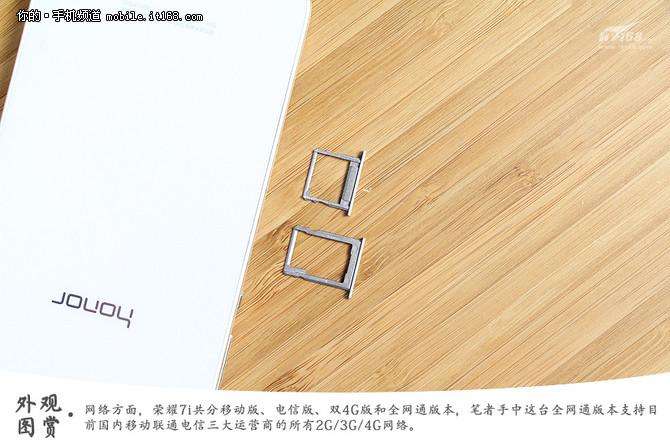 你的·手机频道 mobile.it168.com
honor
外观
图赏
网络方面，荣耀7i共分移动版、电信版、双4G版和全网通版本，笔者手中这台全网通版本支持目
前国内移动联通电信三大运营商的所有2G/3G/4G网络。